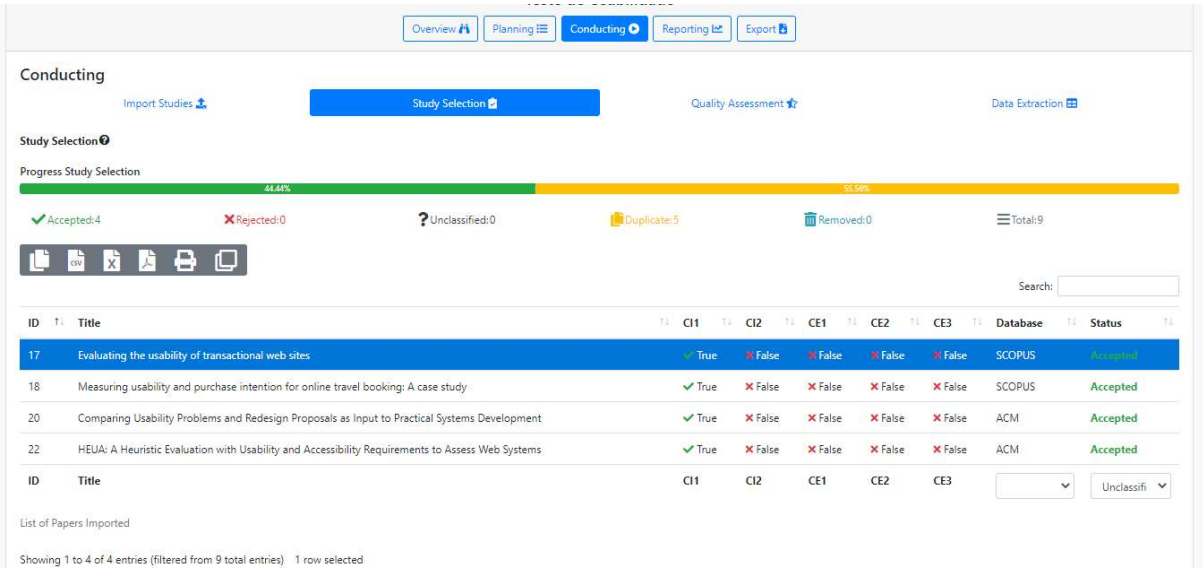 Overview Planning Conducting Reporting Export
Conducting
Import Studies Study Selection Quality Assessment Data Extraction
Study Selection
Progress Study Selection
44.44% 55.56%
Accepted:4 Rejected:0 Unclassified:0 Duplicate:5 Removed:0 Total:9
CSV X
Search:
ID Title CI1 CI2 CE1 CE2 CE3 Database Status
17 Evaluating the usability of transactional web sites True False False False False SCOPUS Accepted
18 Measuring usability and purchase intention for online travel booking: A case study True False False False False SCOPUS Accepted
20 Comparing Usability Problems and Redesign Proposals as Input to Practical Systems Development True False False False False ACM Accepted
22 HEUA: A Heuristic Evaluation with Usability and Accessibility Requirements to Assess Web Systems True False False False False ACM Accepted
ID Title CI1 CI2 CE1 CE2 CE3 Unclassifi
List of Papers Imported
Showing 1 to 4 of 4 entries (filtered from 9 total entries) 1 row selected